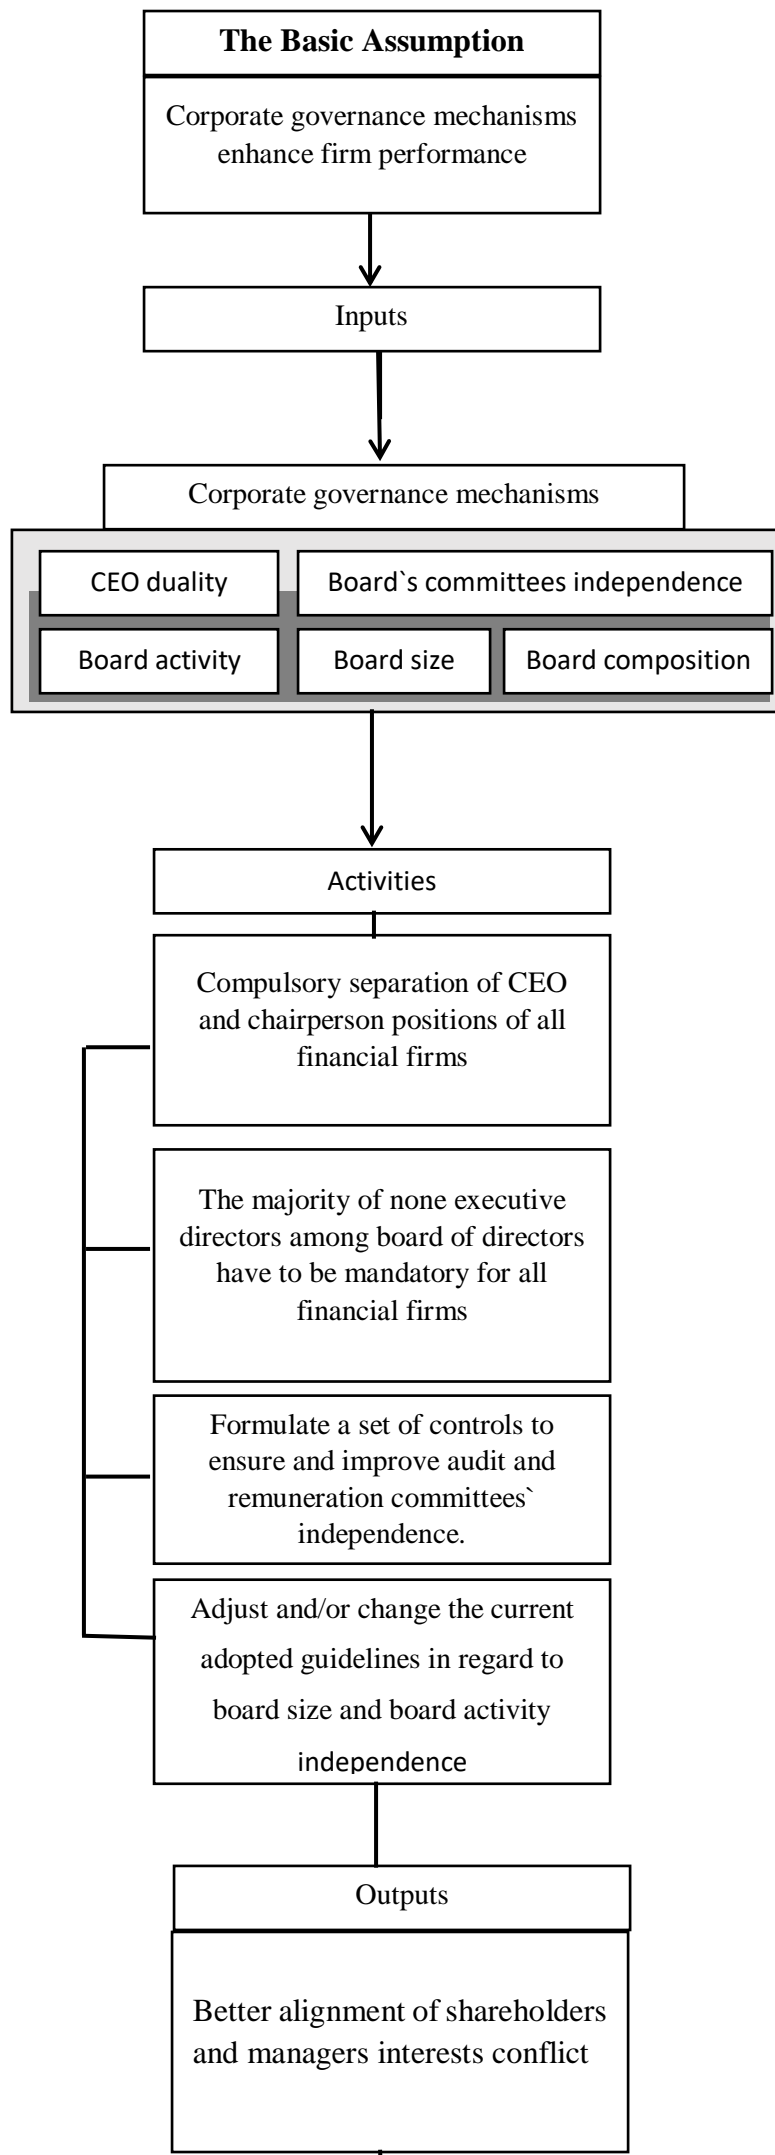 The Basic Assumption
Corporate governance mechanisms
enhance firm performance
Inputs
Corporate governance mechanisms
CEO duality
Board`s committees independence
Board activity
Board size
Board composition
Activities
Compulsory separation of CEO
and chairperson positions of all
financial firms
The majority of none executive
directors among board of directors
have to be mandatory for all
financial firms
Formulate a set of controls to
ensure and improve audit and
remuneration committees`
independence.
Adjust and/or change the current
adopted guidelines in regard to
board size and board activity
independence
Outputs
Better alignment of shareholders
and managers interests conflict